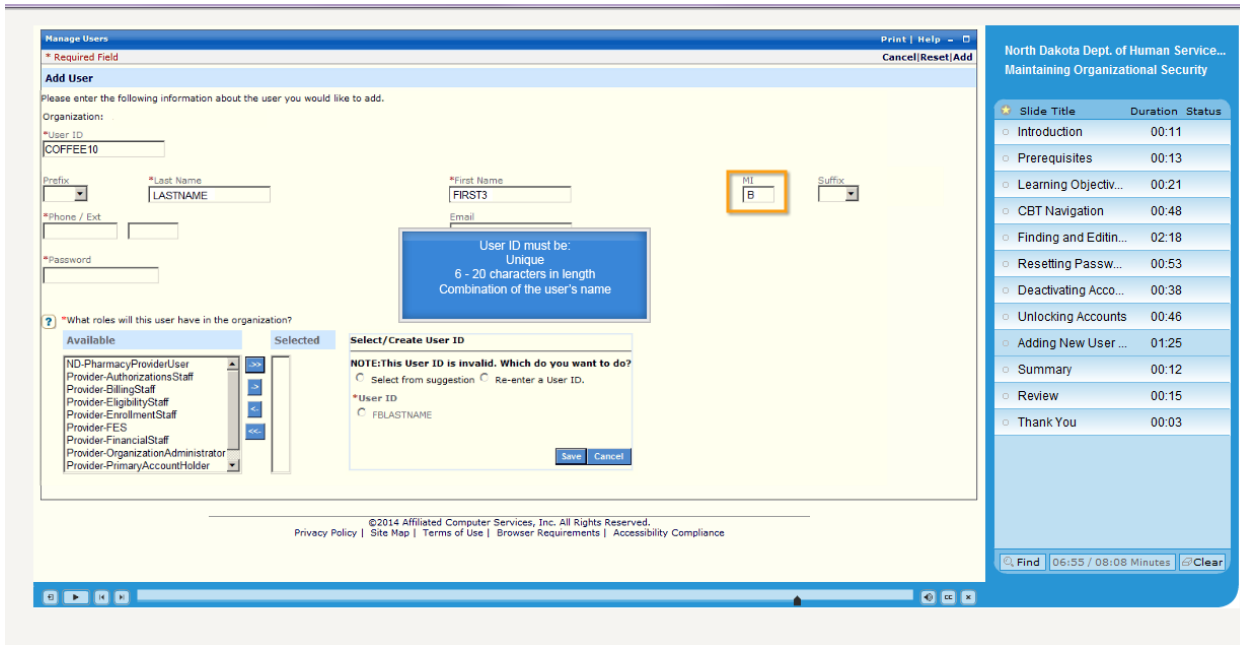 Manage Users
Print | Help
* Required Field
Cancel|Reset|Add
Add User
Please enter the following information about the user you would like to add.
Organization:
*User ID
COFFEE10
Prefix
*Last Name
*First Name
MI
Suffix
LASTNAME
FIRST3
B
*Phone / Ext
Email
User ID must be:
Unique
6 - 20 characters in length
Combination of the user's name
*Password
? *What roles will this user have in the organization?
Available
Selected
ND-PharmacyProviderUser
Provider-AuthorizationsStaff
Provider-BillingStaff
Provider-EligibilityStaff
Provider-EnrollmentStaff
Provider-FES
Provider-FinancialStaff
Provider-OrganizationAdministrator
Provider-PrimaryAccountHolder
->>
->
<-
<<-
Select/Create User ID
NOTE:This User ID is invalid. Which do you want to do?
Select from suggestion Re-enter a User ID.
*User ID
FBLASTNAME
Save Cancel
©2014 Affiliated Computer Services, Inc. All Rights Reserved.
Privacy Policy | Site Map | Terms of Use | Browser Requirements | Accessibility Compliance
CC
North Dakota Dept. of Human Service...
Maintaining Organizational Security
Slide Title Duration Status
Introduction 00:11
Prerequisites 00:13
Learning Objectiv... 00:21
CBT Navigation 00:48
Finding and Editin... 02:18
Resetting Passw... 00:53
Deactivating Acco... 00:38
Unlocking Accounts 00:46
Adding New User ... 01:25
Summary 00:12
Review 00:15
Thank You 00:03
Find 06:55 / 08:08 Minutes Clear